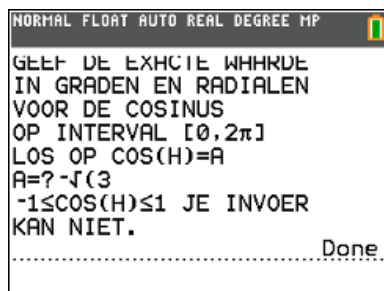 NORMAL FLOAT AUTO REAL DEGREE MP
GEEF DE EXACTE WAARDE
IN GRADEN EN RADIALEN
VOOR DE COSINUS
OP INTERVAL [0,2π]
LOS OP COS(H)=A
A=? -√(3
-1≤COS(H)≤1 JE INVOER
KAN NIET.
Done